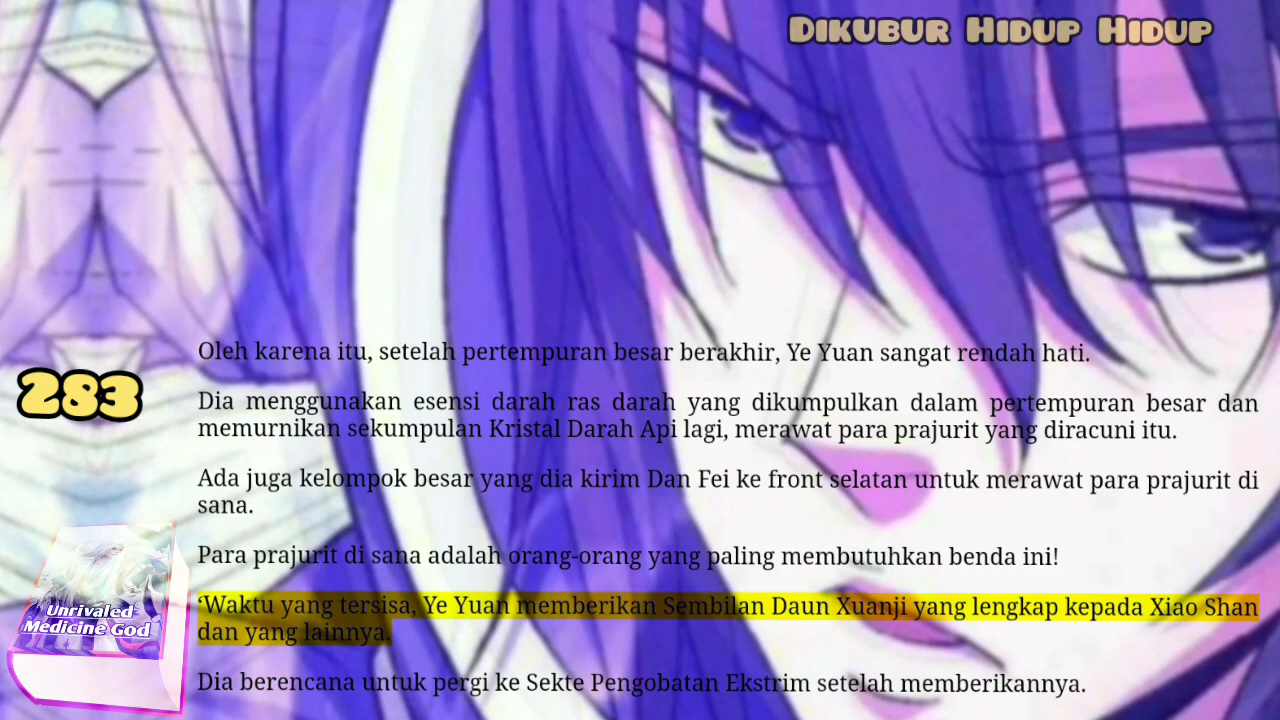 Dikubur Hidup Hidup
Oleh karena itu, setelah pertempuran besar berakhir, Ye Yuan sangat rendah hati.
283
Dia menggunakan esensi darah ras darah yang dikumpulkan dalam pertempuran besar dan
memurnikan sekumpulan Kristal Darah Api lagi, merawat para prajurit yang diracuni itu.
Ada juga kelompok besar yang dia kirim Dan Fei ke front selatan untuk merawat para prajurit di
sana.
Para prajurit di sana adalah orang-orang yang paling membutuhkan benda ini!
‘Waktu yang tersisa, Ye Yuan memberikan Sembilan Daun Xuanji yang lengkap kepada Xiao Shan
dan yang lainnya.
Dia berencana untuk pergi ke Sekte Pengobatan Ekstrim setelah memberikannya.
Unrivaled
Medicine God